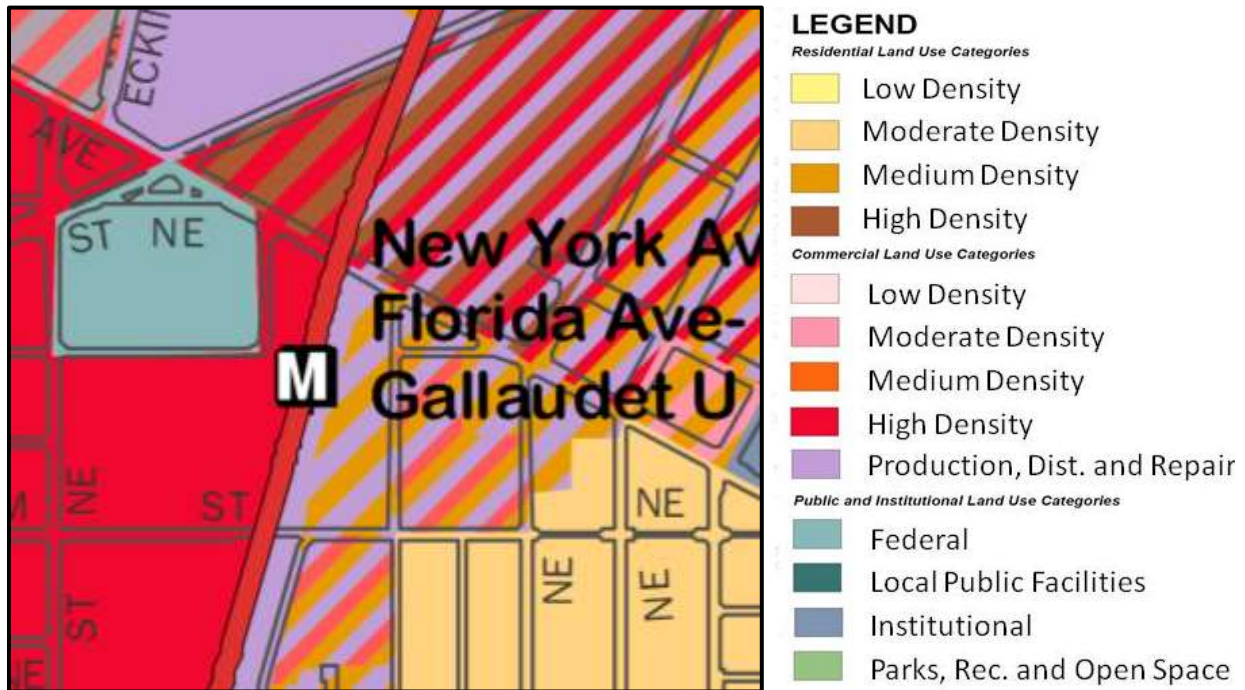 ECKIN
AVE
ST NE
New York Av
Florida Ave-
M
Gallaudet U
NE
ST
M
NE
NE
NE
ST
NE
LEGEND
Residential Land Use Categories
Low Density
Moderate Density
Medium Density
High Density
Commercial Land Use Categories
Low Density
Moderate Density
Medium Density
High Density
Production, Dist. and Repair
Public and Institutional Land Use Categories
Federal
Local Public Facilities
Institutional
Parks, Rec. and Open Space